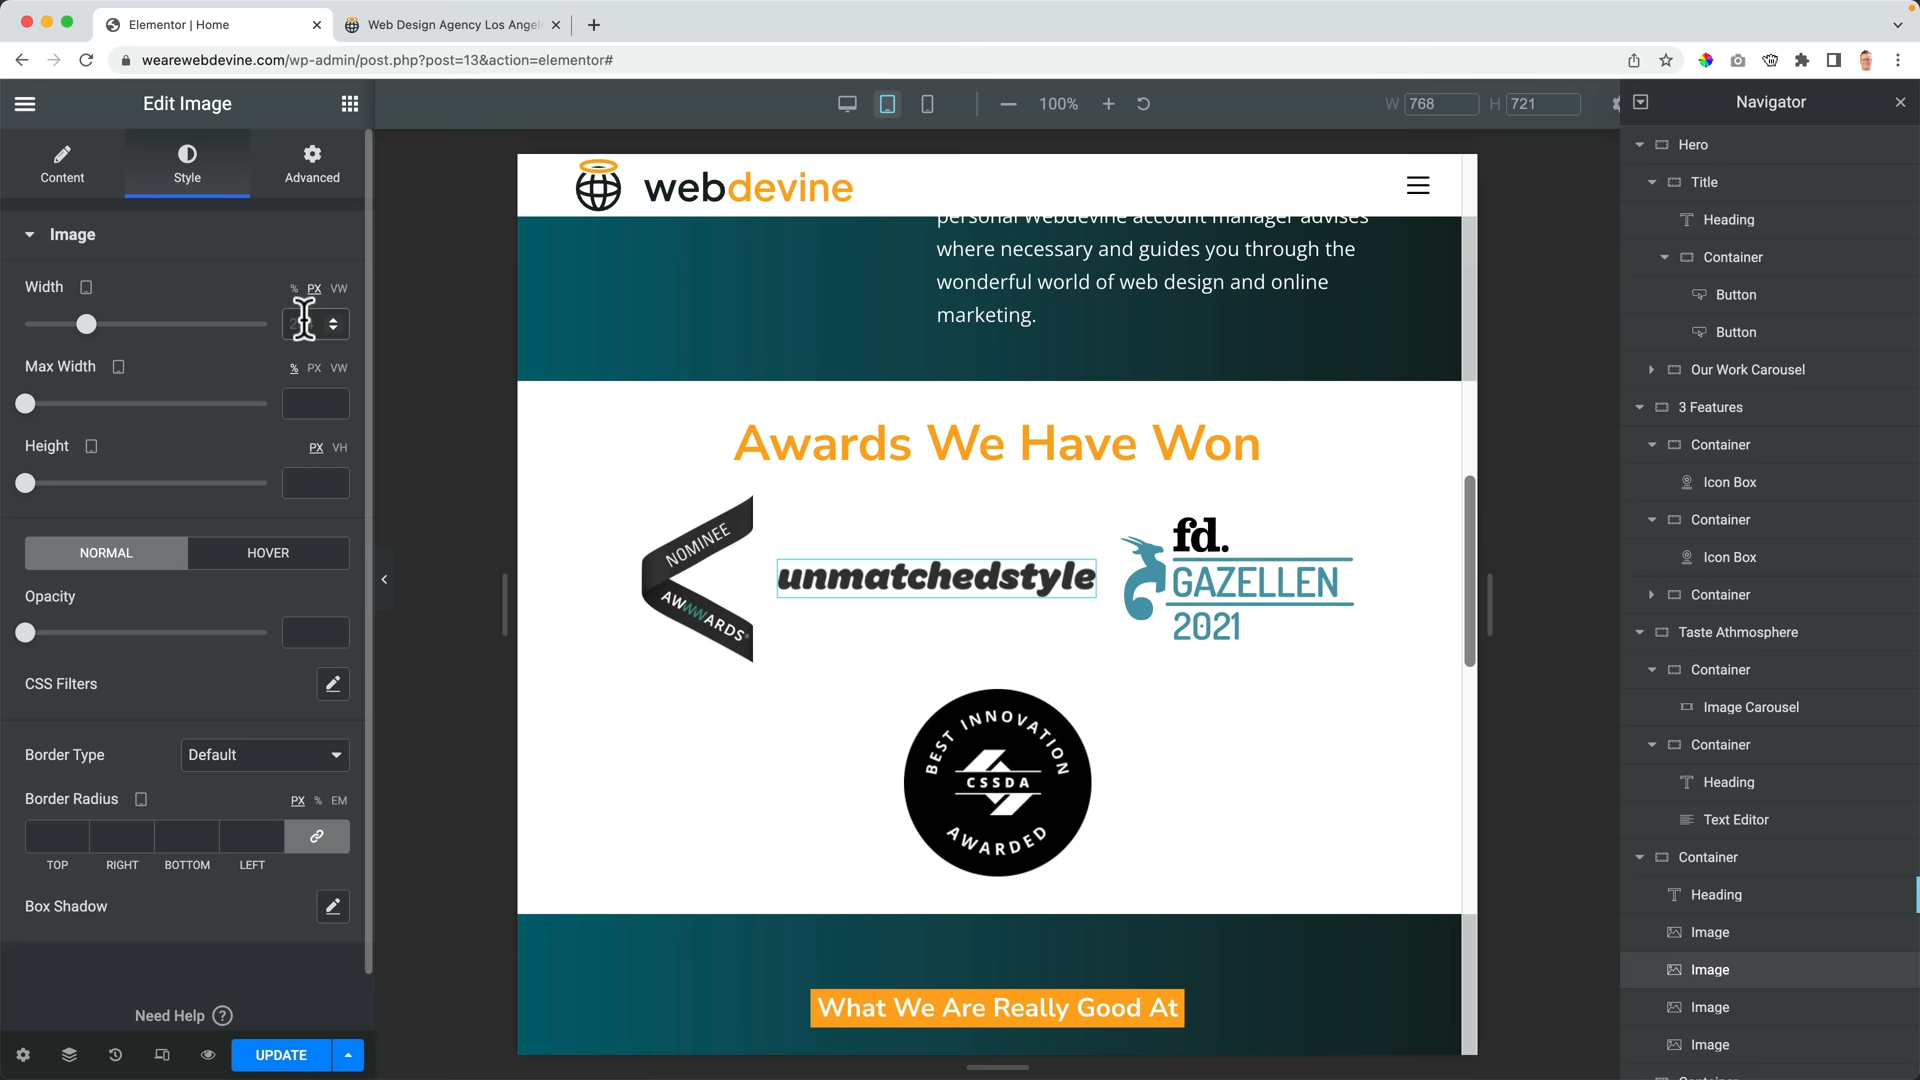 Elementor | Home
Web Design Agency Los Angel
wearewebdevine.com/wp-admin/post.php?post=13&action=elementor#
Edit Image
100%
W 768 H 721
Navigator
Content
Style
Advanced
Image
Width
% PX VW
Max Width
% PX VW
Height
PX VH
NORMAL
HOVER
Opacity
CSS Filters
Border Type
Default
Border Radius
PX % EM
TOP RIGHT BOTTOM LEFT
Box Shadow
Need Help ?
UPDATE
webdevine
personal Webdevine account manager advises
where necessary and guides you through the
wonderful world of web design and online
marketing.
Awards We Have Won
NOMINEE
AWWWARDS
unmatchedstyle
fd.
GAZELLEN
2021
BEST INNOVATION
CSSDA
AWARDED
What We Are Really Good At
Hero
Title
Heading
Container
Button
Button
Our Work Carousel
3 Features
Container
Icon Box
Container
Icon Box
Container
Taste Athmosphere
Container
Image Carousel
Container
Heading
Text Editor
Container
Heading
Image
Image
Image
Image